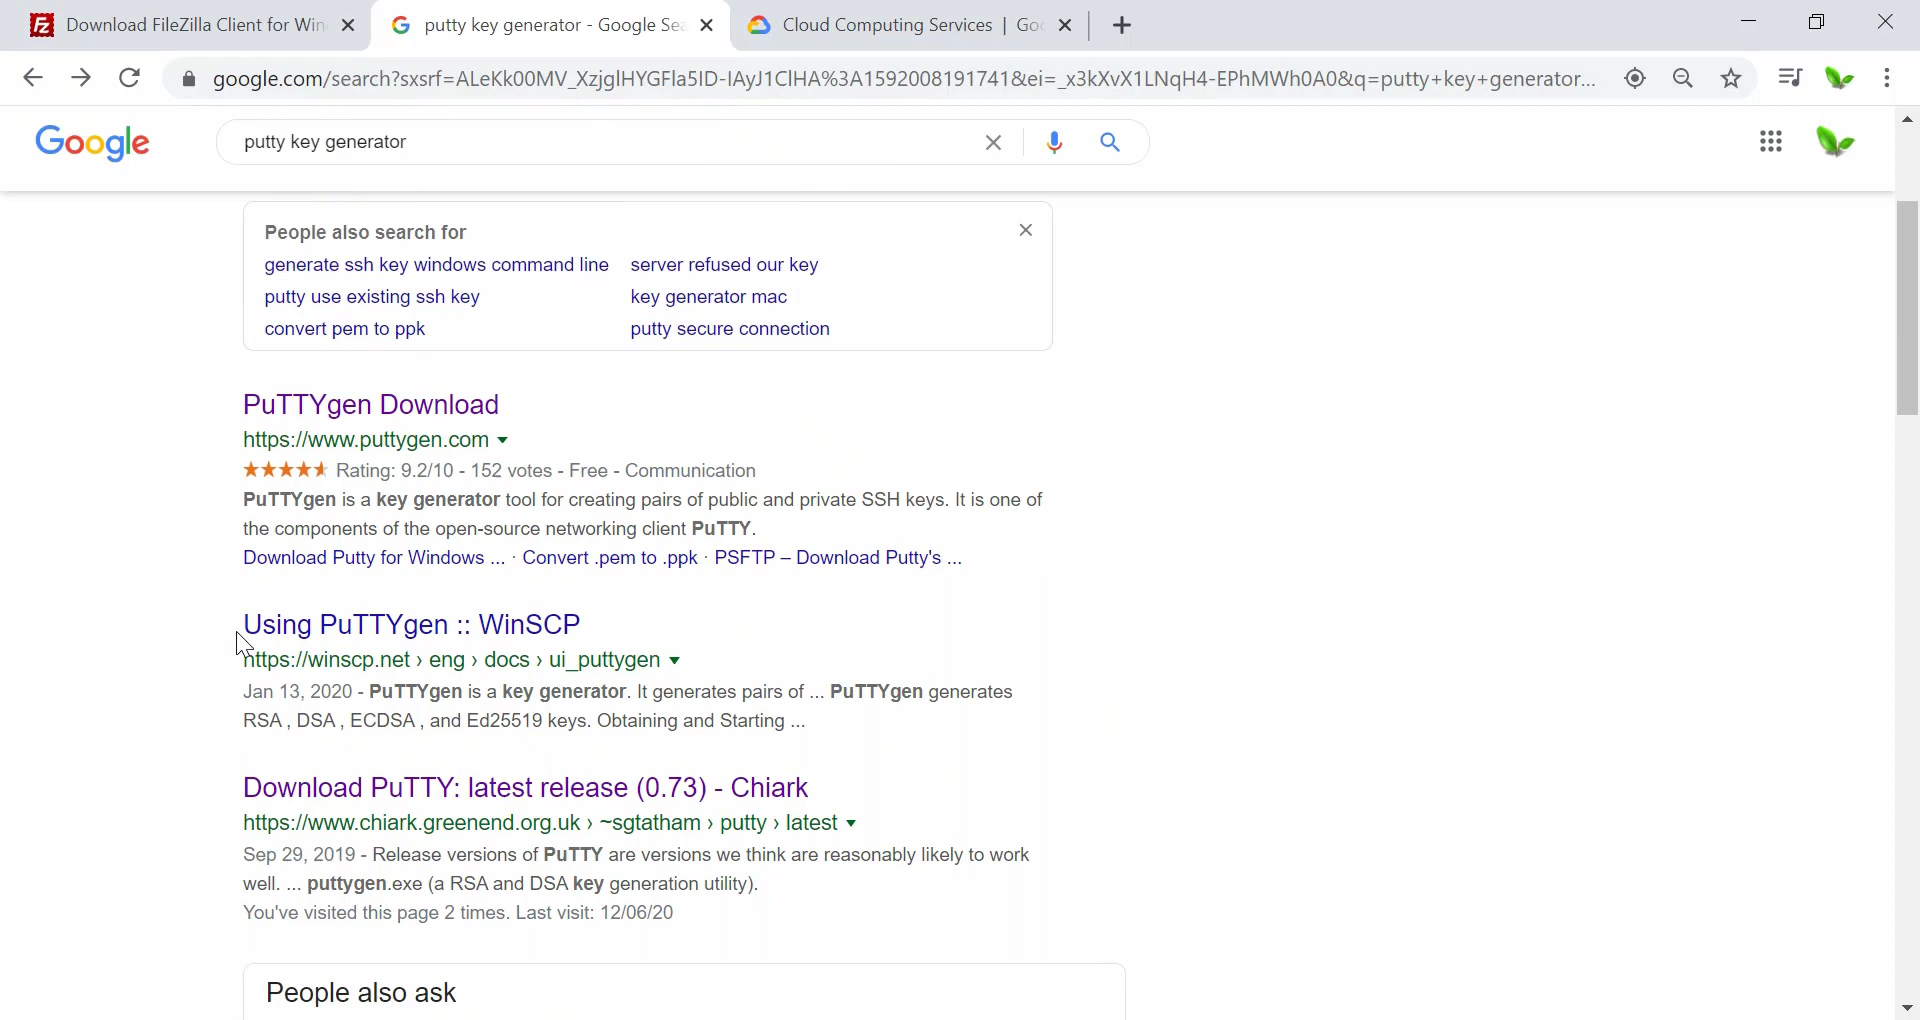 Download FileZilla Client for Win
putty key generator - Google Sea
Cloud Computing Services | Goo
google.com/search?sxsrf=ALeKk00MV_XzjglHYGFla5ID-IAyJ1ClHA%3A1592008191741&ei=_x3kXvX1LNqH4-EPhMWh0A0&q=putty+key+generator...
Google
putty key generator
People also search for
generate ssh key windows command line
server refused our key
putty use existing ssh key
key generator mac
convert pem to ppk
putty secure connection
PuTTYgen Download
https://www.puttygen.com
Rating: 9.2/10 - 152 votes - Free - Communication
PuTTYgen is a key generator tool for creating pairs of public and private SSH keys. It is one of
the components of the open-source networking client PuTTY.
Download Putty for Windows ... · Convert .pem to .ppk · PSFTP – Download Putty's ...
Using PuTTYgen :: WinSCP
https://winscp.net › eng › docs › ui_puttygen
Jan 13, 2020 - PuTTYgen is a key generator. It generates pairs of ... PuTTYgen generates
RSA , DSA , ECDSA , and Ed25519 keys. Obtaining and Starting ...
Download PuTTY: latest release (0.73) - Chiark
https://www.chiark.greenend.org.uk › ~sgtatham › putty › latest
Sep 29, 2019 - Release versions of PuTTY are versions we think are reasonably likely to work
well. ... puttygen.exe (a RSA and DSA key generation utility).
You've visited this page 2 times. Last visit: 12/06/20
People also ask